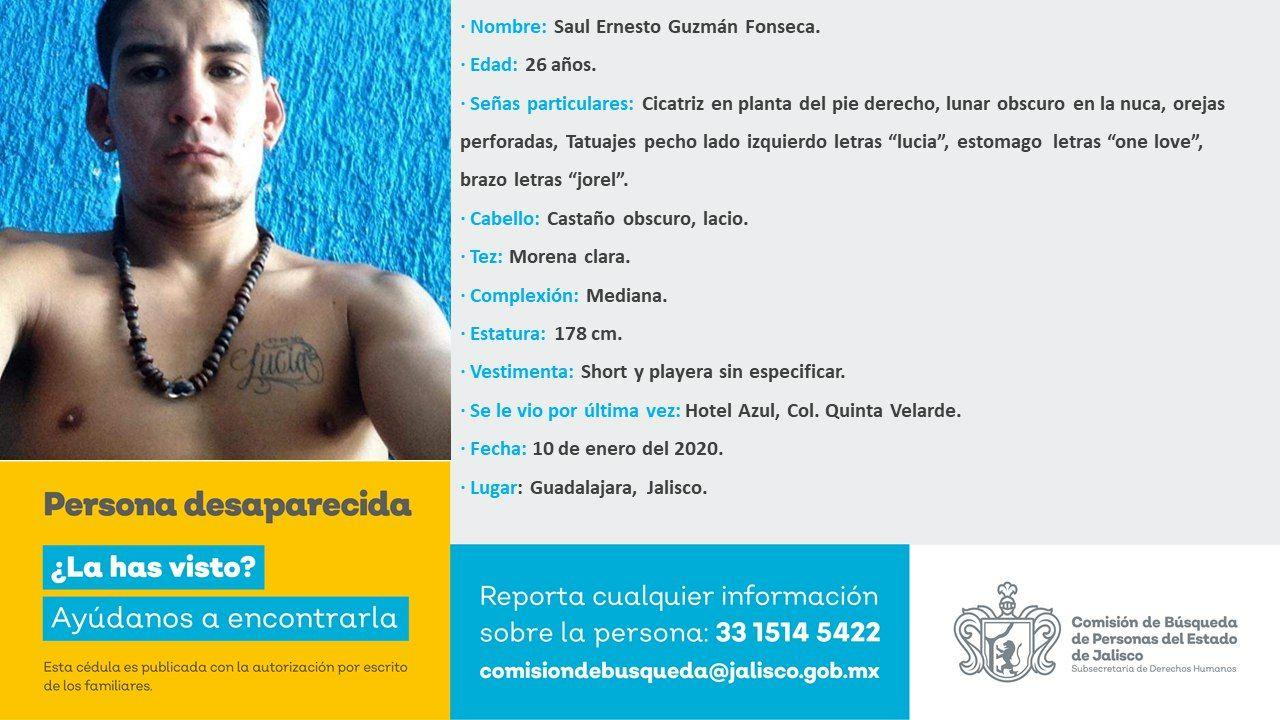 · Nombre: Saul Ernesto Guzmán Fonseca.
· Edad: 26 años.
· Señas particulares: Cicatriz en planta del pie derecho, lunar obscuro en la nuca, orejas
perforadas, Tatuajes pecho lado izquierdo letras “lucia”, estomago letras “one love”,
brazo letras “jorel”.
· Cabello: Castaño obscuro, lacio.
· Tez: Morena clara.
· Complexión: Mediana.
· Estatura: 178 cm.
· Vestimenta: Short y playera sin especificar.
· Se le vio por última vez: Hotel Azul, Col. Quinta Velarde.
· Fecha: 10 de enero del 2020.
· Lugar: Guadalajara, Jalisco.
Lucia
Persona desaparecida
¿La has visto?
Ayúdanos a encontrarla
Esta cédula es publicada con la autorización por escrito
de los familiares.
Reporta cualquier información
sobre la persona: 33 1514 5422
comisiondebusqueda@jalisco.gob.mx
Comisión de Búsqueda
de Personas del Estado
de Jalisco
Subsecretaría de Derechos Humanos